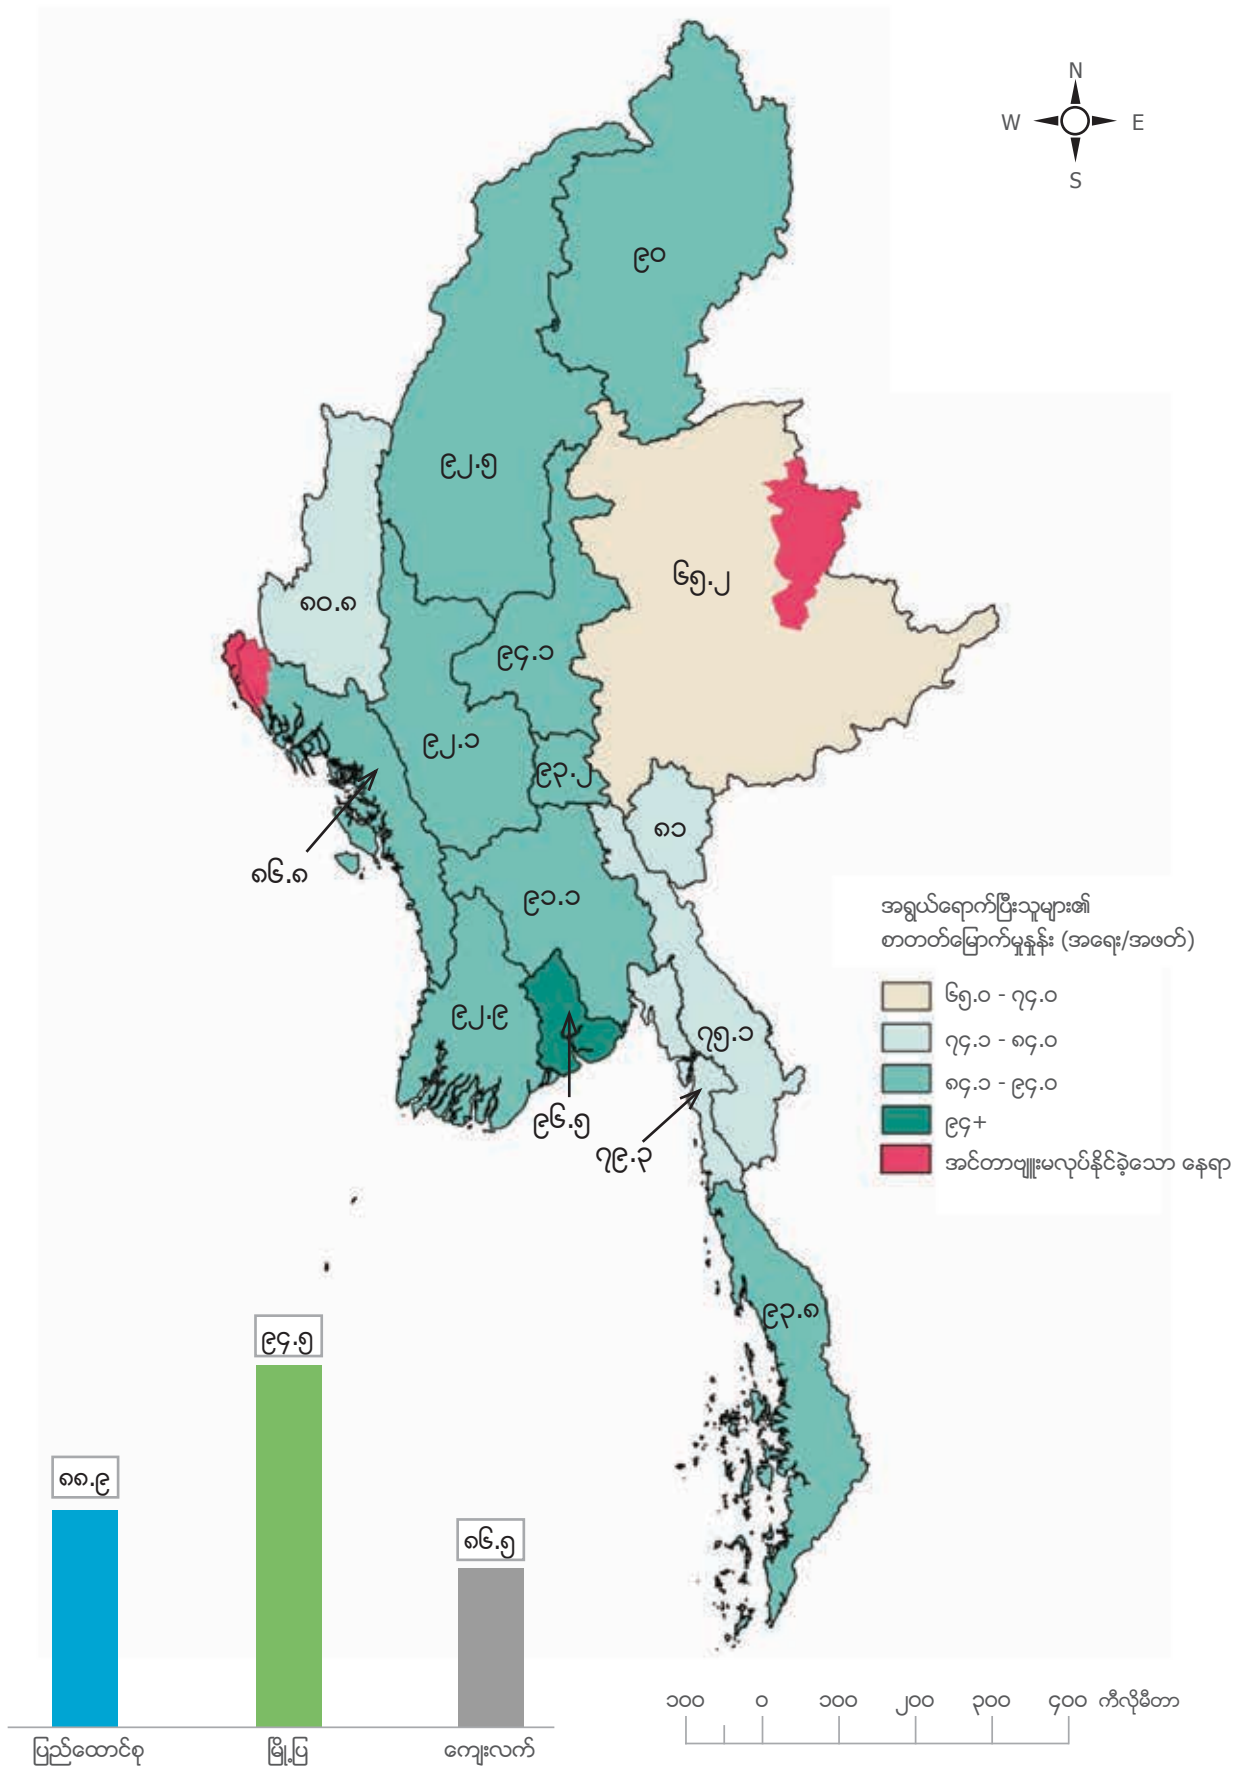 N
W E
S
၉၀
၉၂.၅
၆၅.၂
၈၀.၈
၉၄.၁
၉၂.၁
၉၃.၂
၈၁
၈၆.၈
၉၁.၁
အရွယ်ရောက်ပြီးသူများ၏
စာတတ်မြောက်မှုနှုန်း (အရေး/အဖတ်)
၆၅.၀ - ၇၄.၀
၇၄.၁ - ၈၄.၀
၈၄.၁ - ၉၄.၀
၉၄+
အင်တာဗျူးမလုပ်နိုင်ခဲ့သော နေရာ
၉၂.၉
၇၅.၁
၉၆.၅
၇၉.၃
၉၃.၈
၉၄.၅
၈၈.၉
၈၆.၅
ပြည်ထောင်စု
မြို့ပြ
ကျေးလက်
၁၀၀ ၀ ၁၀၀ ၂၀၀ ၃၀၀ ၄၀၀ ကီလိုမီတာ